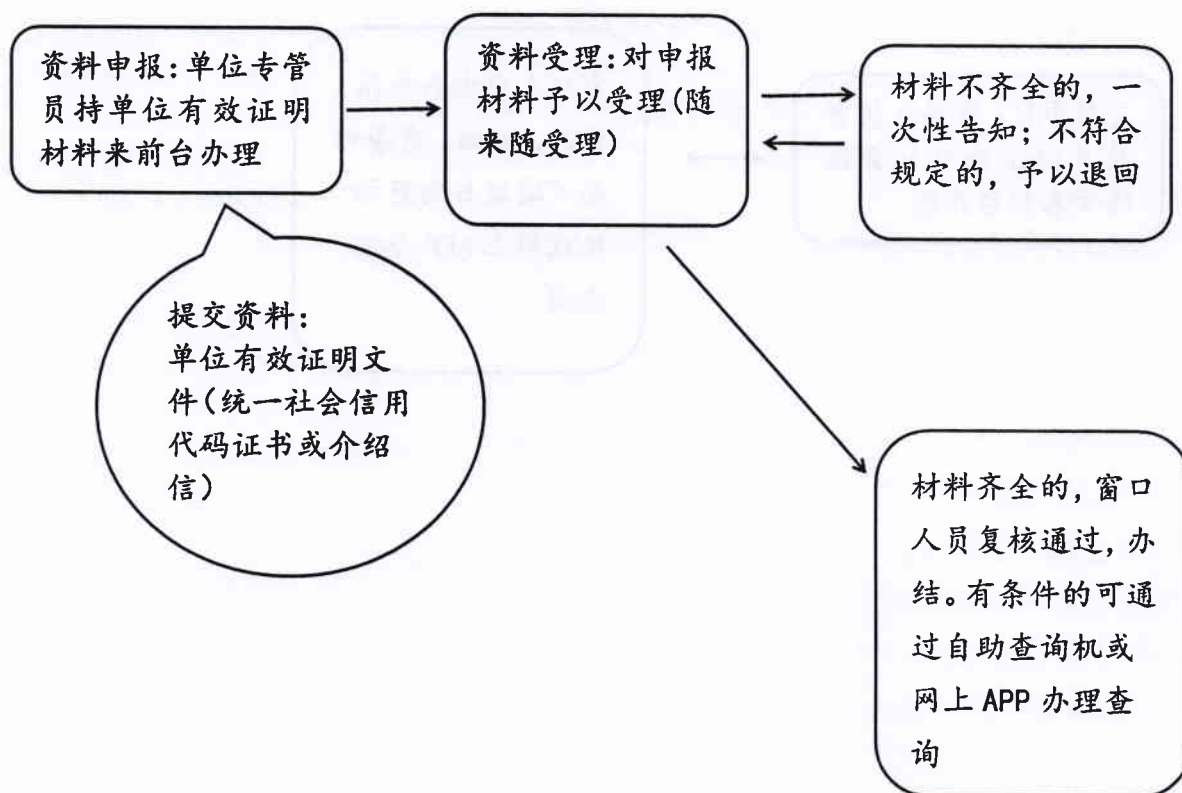 资料申报:单位专管
员持单位有效证明
材料来前台办理
资料受理:对申报
材料予以受理(随
来随受理)
材料不齐全的,一
次性告知;不符合
规定的,予以退回
提交资料:
单位有效证明文
件(统一社会信用
代码证书或介绍
信)
材料齐全的,窗口
人员复核通过,办
结。有条件的可通
过自助查询机或
网上 APP 办理查
询